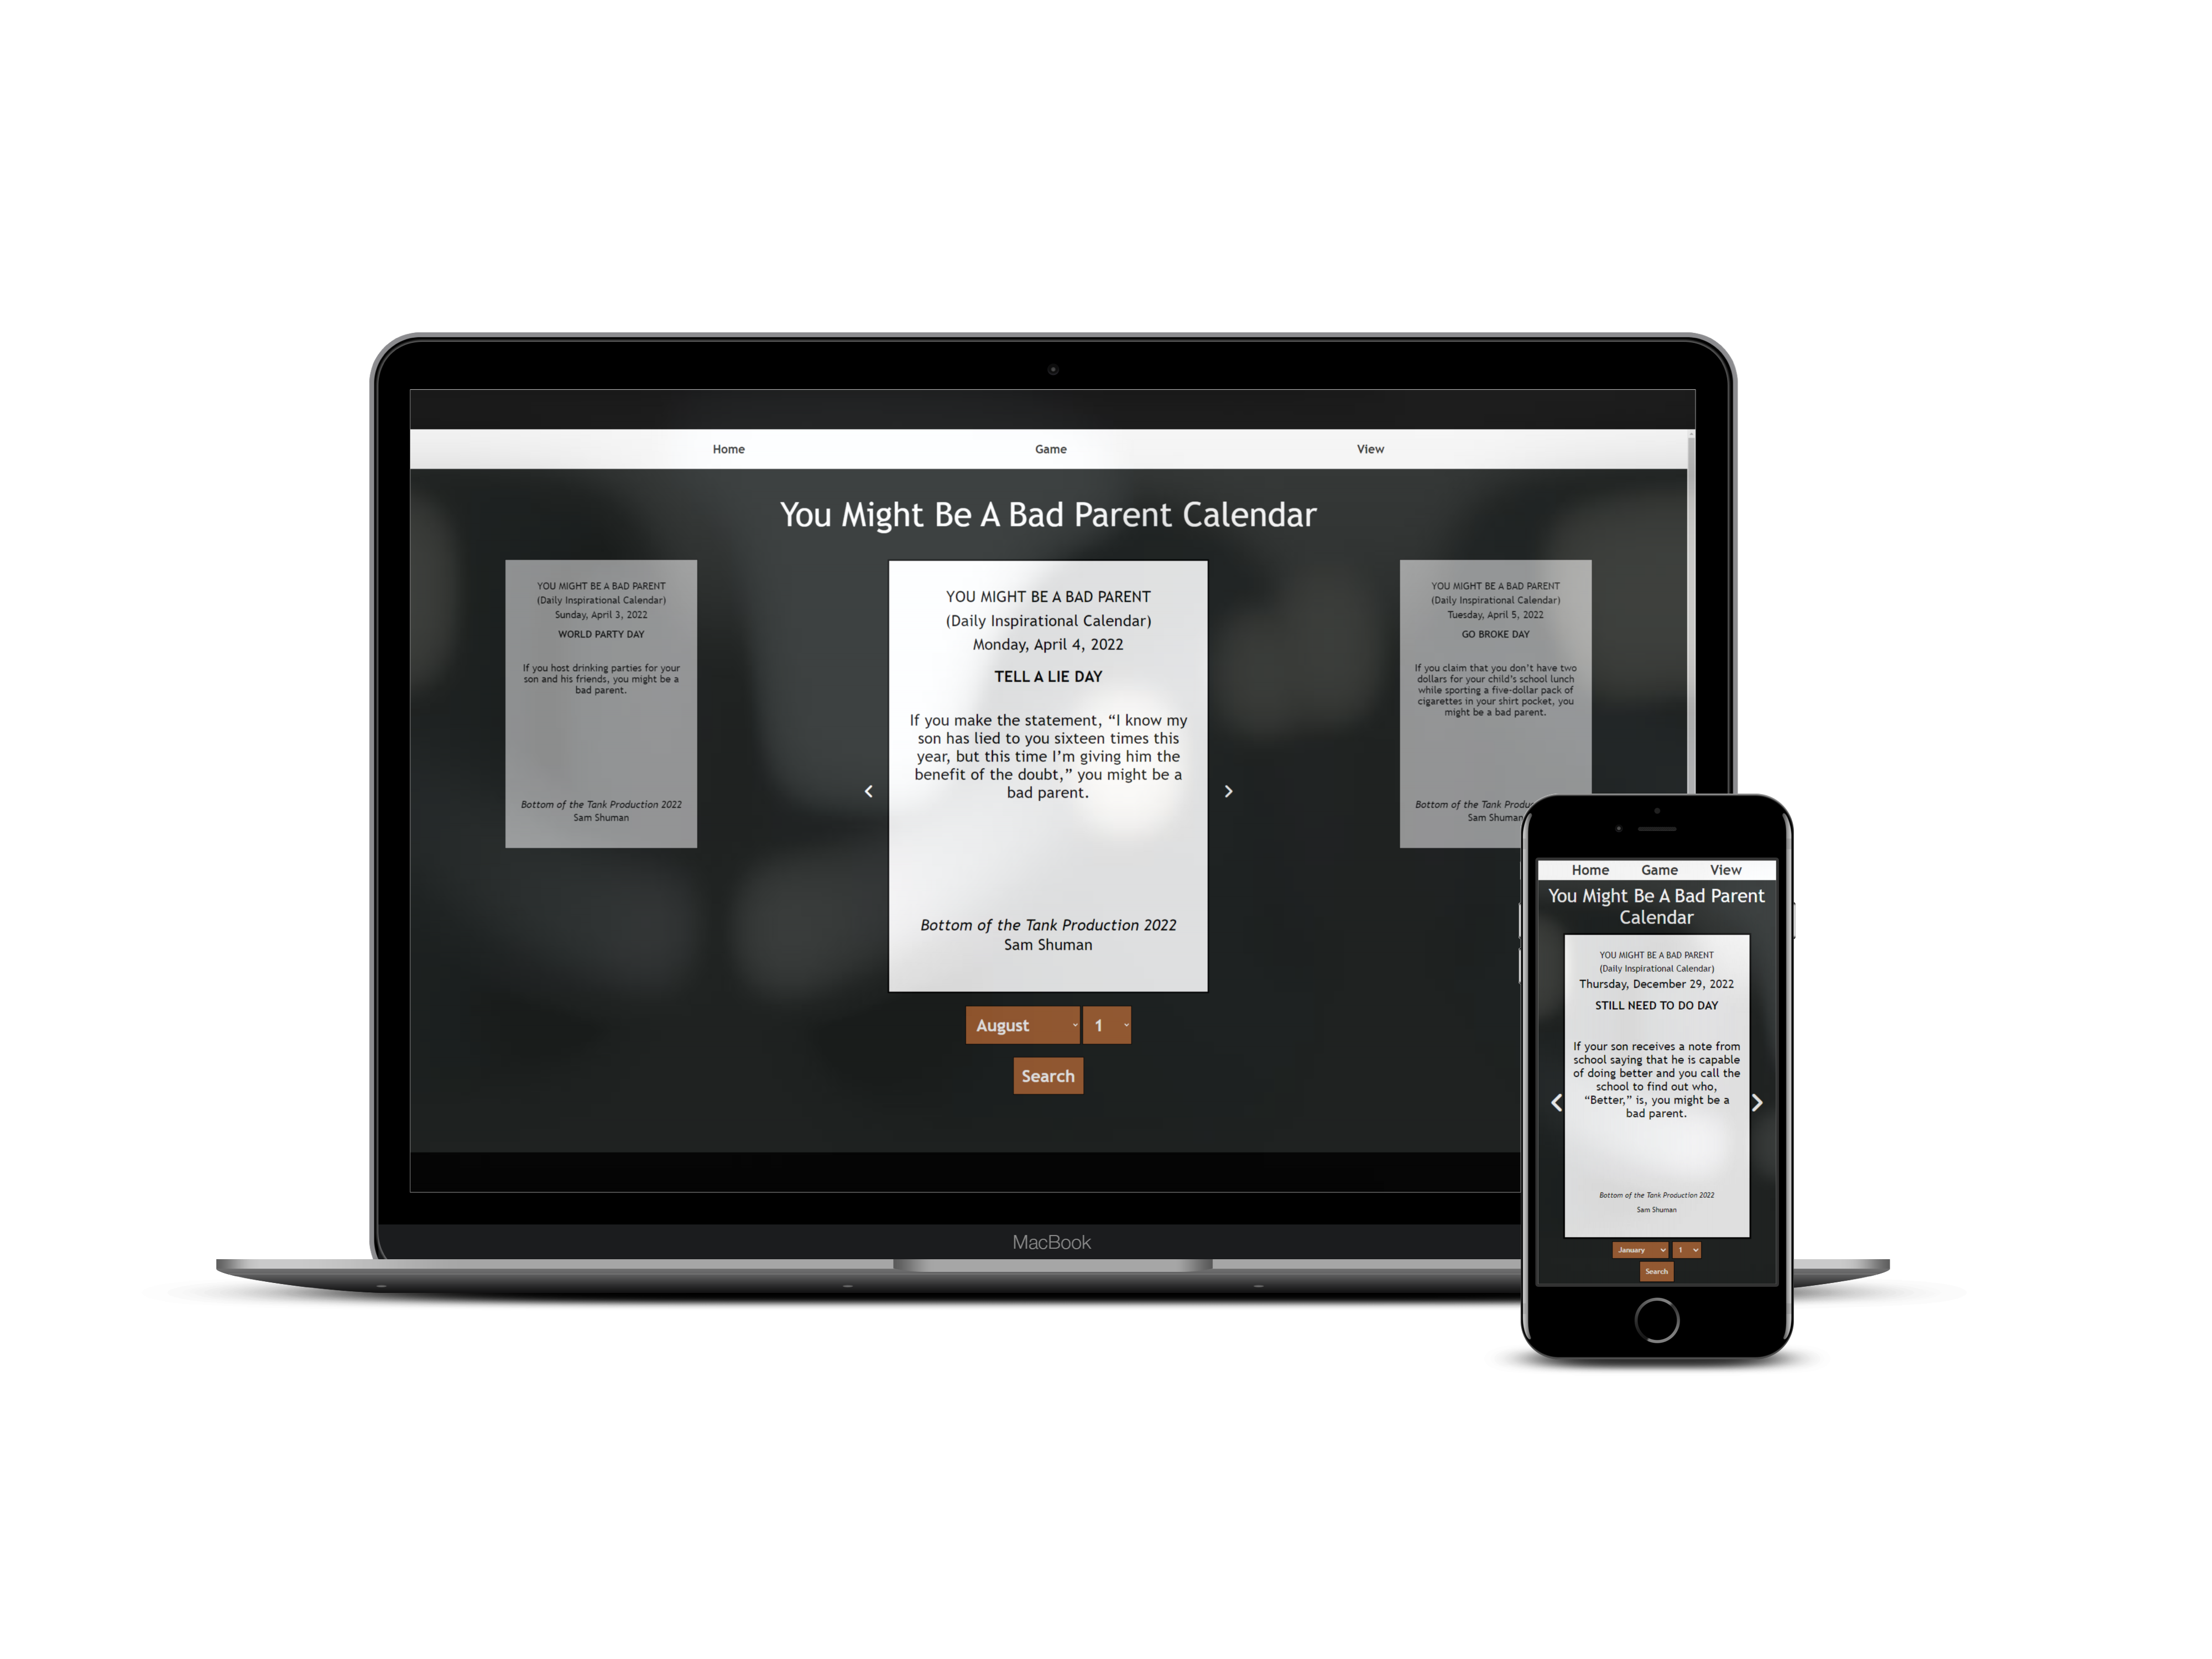 Home Game View
You Might Be A Bad Parent Calendar
YOU MIGHT BE A BAD PARENT
(Daily Inspirational Calendar)
Sunday, April 3, 2022
WORLD PARTY DAY
If you host drinking parties for your
son and his friends, you might be a
bad parent.
Bottom of the Tank Production 2022
Sam Shuman
YOU MIGHT BE A BAD PARENT
(Daily Inspirational Calendar)
Monday, April 4, 2022
TELL A LIE DAY
If you make the statement, “I know my
son has lied to you sixteen times this
year, but this time I’m giving him the
benefit of the doubt,” you might be a
bad parent.
Bottom of the Tank Production 2022
Sam Shuman
YOU MIGHT BE A BAD PARENT
(Daily Inspirational Calendar)
Tuesday, April 5, 2022
GO BROKE DAY
If you claim that you don’t have two
dollars for your child’s school lunch
while sporting a five-dollar pack of
cigarettes in your shirt pocket, you
might be a bad parent.
Bottom of the Tank Produ
Sam Shuman
August 1
Search
MacBook
Home Game View
You Might Be A Bad Parent
Calendar
YOU MIGHT BE A BAD PARENT
(Daily Inspirational Calendar)
Thursday, December 29, 2022
STILL NEED TO DO DAY
If your son receives a note from
school saying that he is capable
of doing better and you call the
school to find out who,
“Better,” is, you might be a
bad parent.
Bottom of the Tank Production 2022
Sam Shuman
January 1
Search